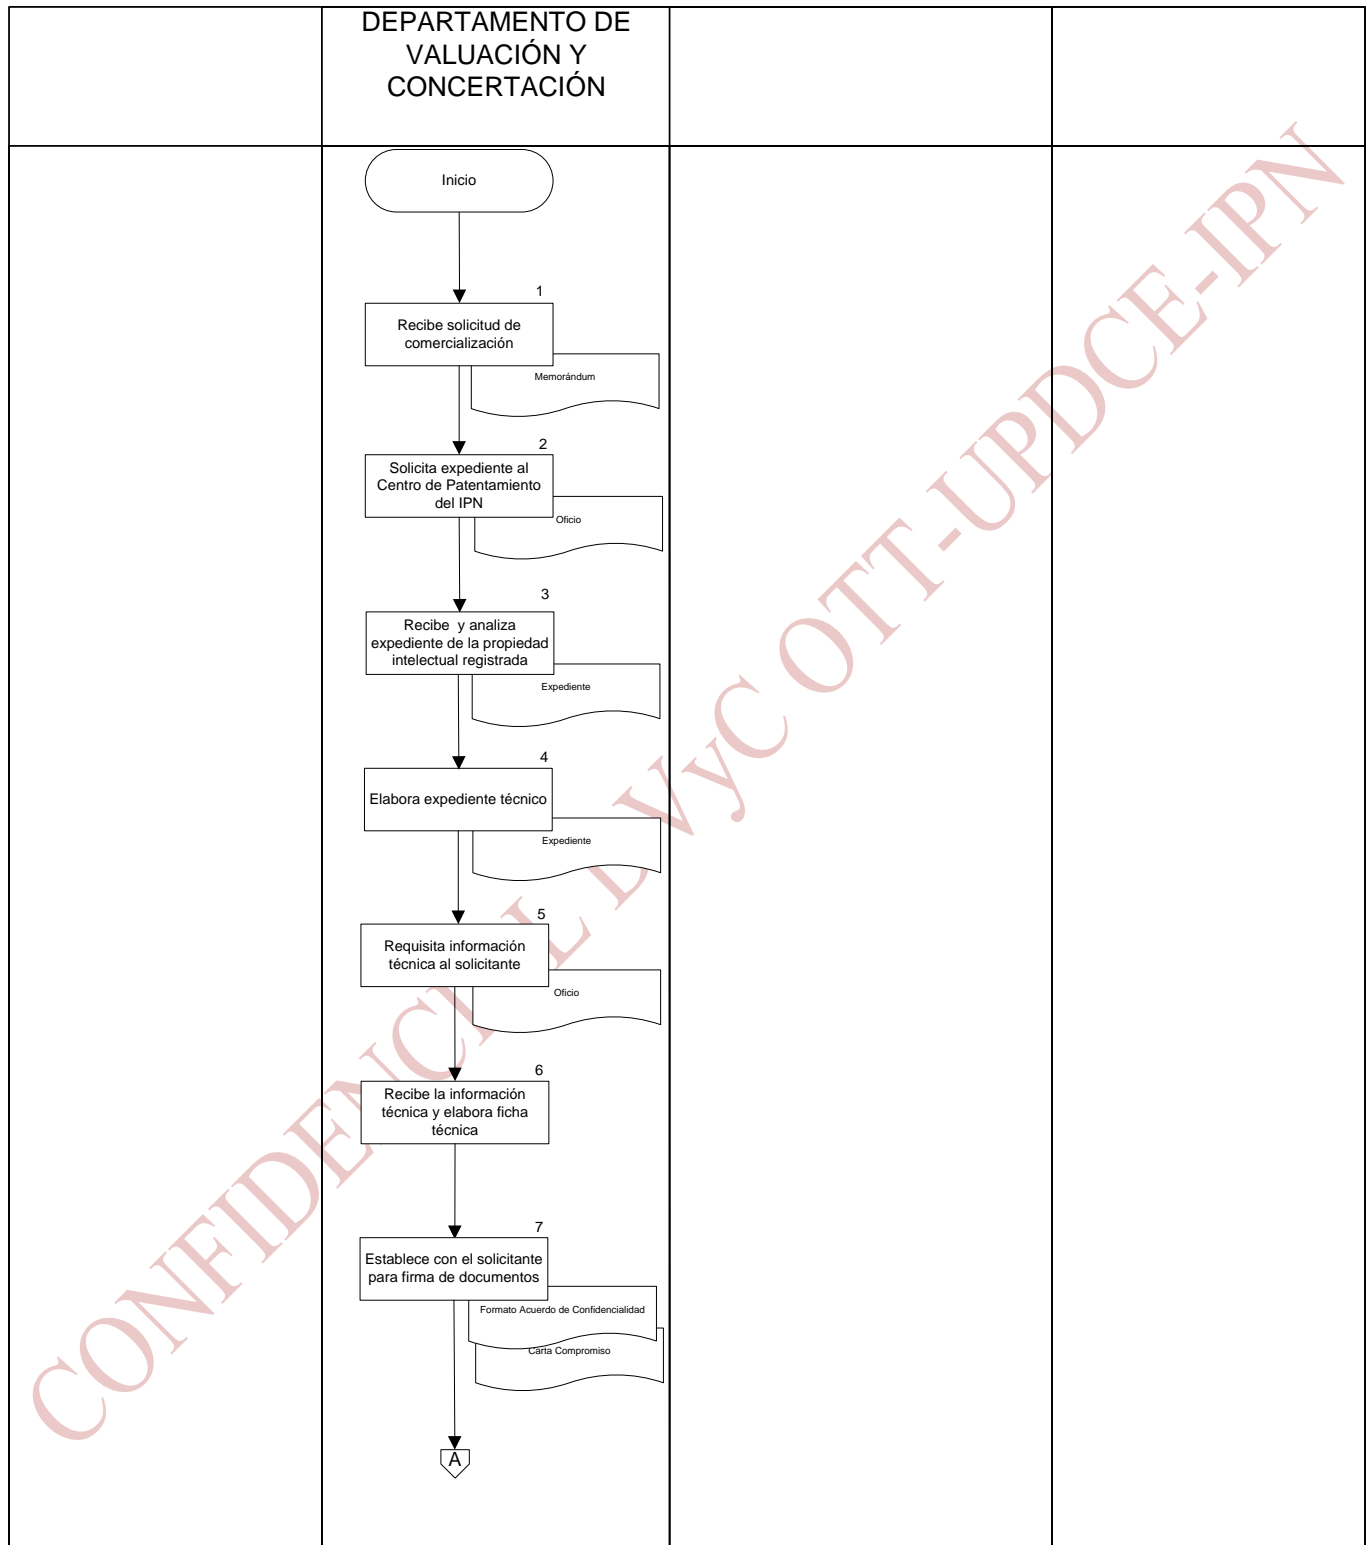 DEPARTAMENTO DE
VALUACIÓN Y
CONCERTACIÓN
Inicio
1
Recibe solicitud de
comercialización
Memorándum
2
Solicita expediente al
Centro de Patentamiento
del IPN
Oficio
3
Recibe y analiza
expediente de la propiedad
intelectual registrada
Expediente
4
Elabora expediente técnico
Expediente
5
Requisita información
técnica al solicitante
Oficio
6
Recibe la información
técnica y elabora ficha
técnica
7
Establece con el solicitante
para firma de documentos
Formato Acuerdo de Confidencialidad
Carta Compromiso
A
CONFIDENCIAL DVyC OTT-UPDCE-IPN